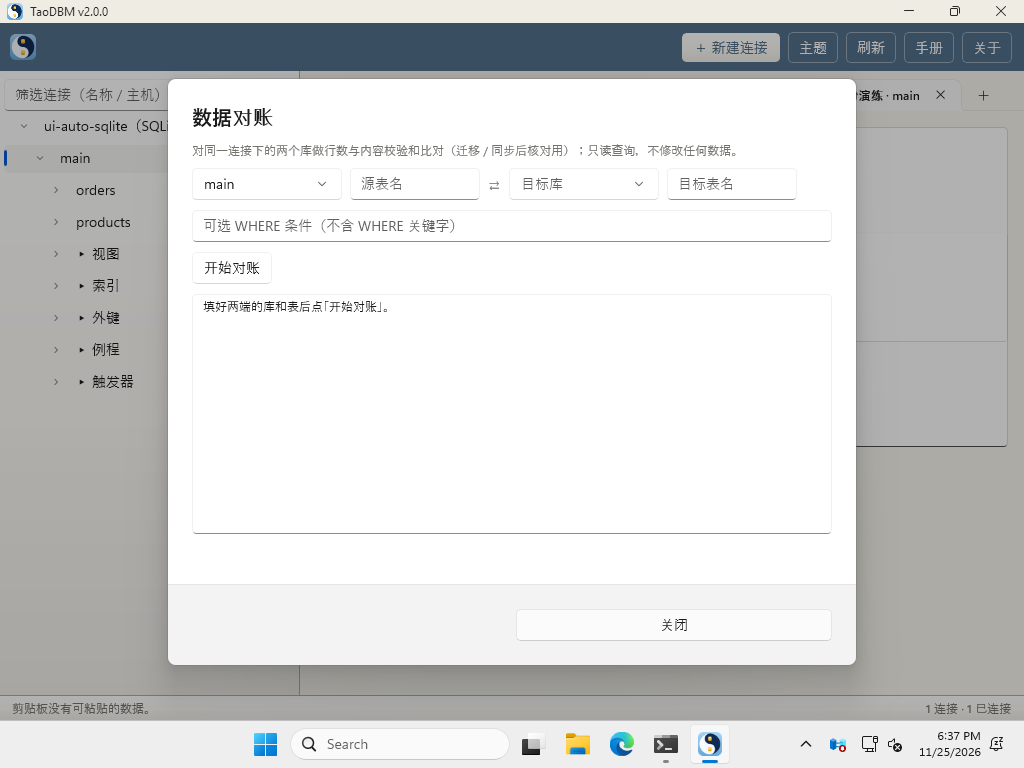 TaoDBM v2.0.0
+ 新建连接 主题 刷新 手册 关于
筛选连接（名称 / 主机）
演练 · main
ui-auto-sqlite（SQLi
main
orders
products
视图
索引
外键
例程
触发器
数据对账
对同一连接下的两个库做行数与内容校验和比对（迁移 / 同步后核对用）；只读查询，不修改任何数据。
main 源表名 ⇄ 目标库 目标表名
可选 WHERE 条件（不含 WHERE 关键字）
开始对账
填好两端的库和表后点「开始对账」。
关闭
剪贴板没有可粘贴的数据。
1 连接 · 1 已连接
Search
6:37 PM
11/25/2026